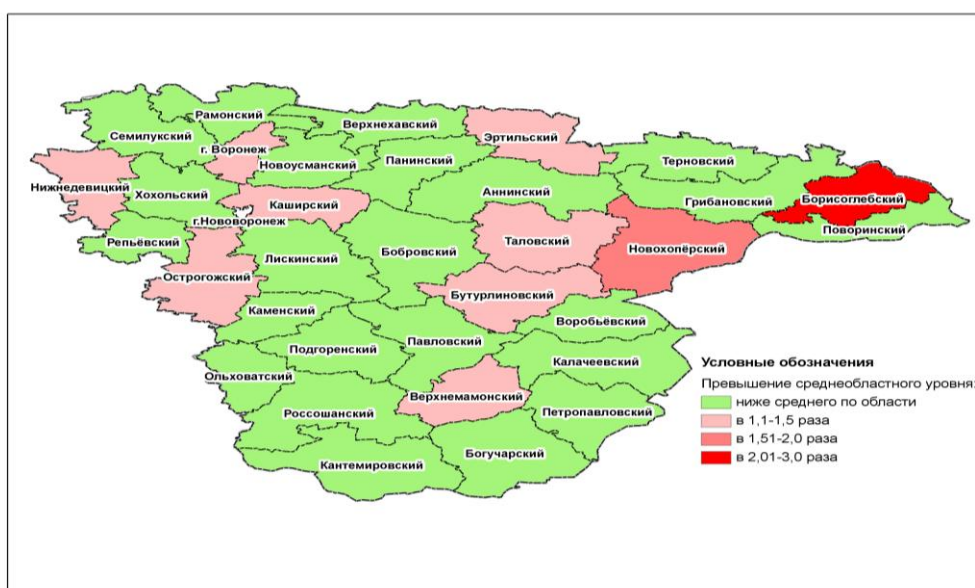 Рамонский
Семилукский
Верхнехавский
Эртильский
г. Воронеж
Новоусманский
Панинский
Терновский
Нижнедевицкий
Хохольский
Аннинский
Грибановский
Борисоглебский
Каширский
г.Нововоронеж
Поворинский
Репьёвский
Таловский
Новохопёрский
Лискинский
Бобровский
Острогожский
Бутурлиновский
Каменский
Воробьёвский
Павловский
Подгоренский
Калачеевский
Ольховатский
Верхнемамонский
Россошанский
Петропавловский
Богучарский
Кантемировский
Условные обозначения
Превышение среднеобластного уровня:
ниже среднего по области
в 1,1-1,5 раза
в 1,51-2,0 раза
в 2,01-3,0 раза